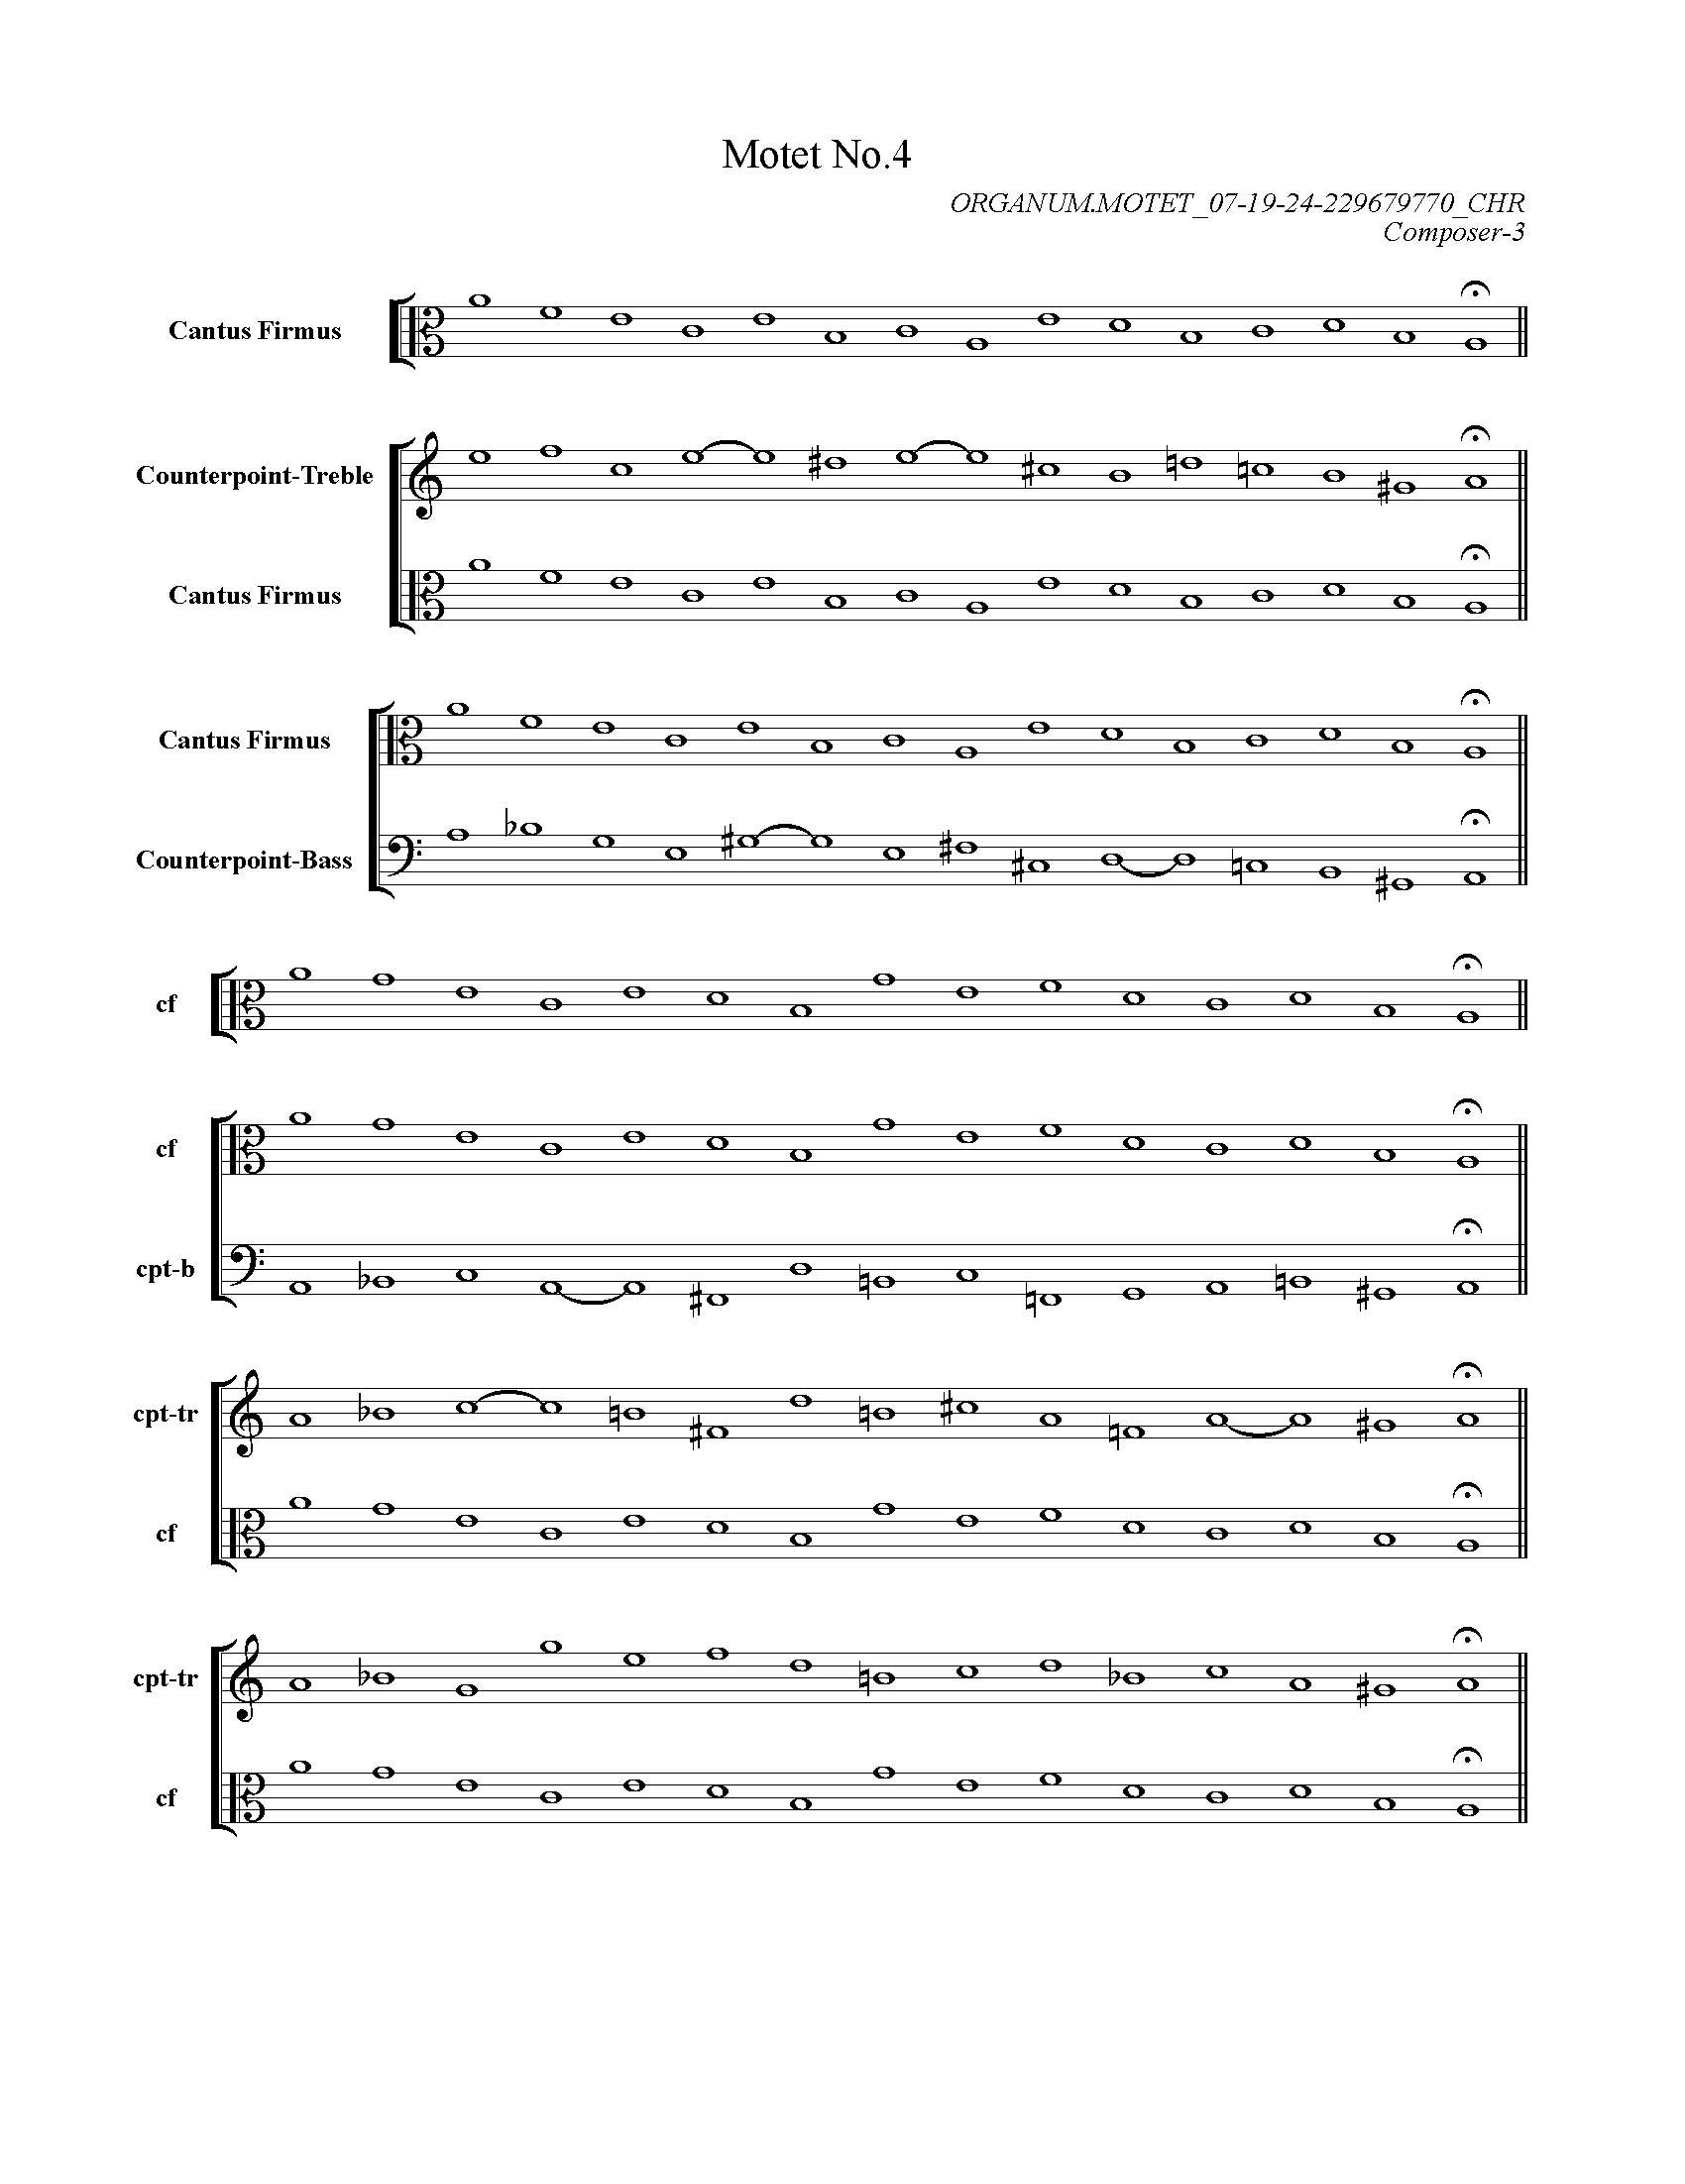 Motet No.4
ORGANUM.MOTET_07-19-24-229679770_CHR
Composer-3
Cantus Firmus
Counterpoint-Treble
Cantus Firmus
Cantus Firmus
Counterpoint-Bass
cf
cf
cpt-b
cpt-tr
cf
cpt-tr
cf